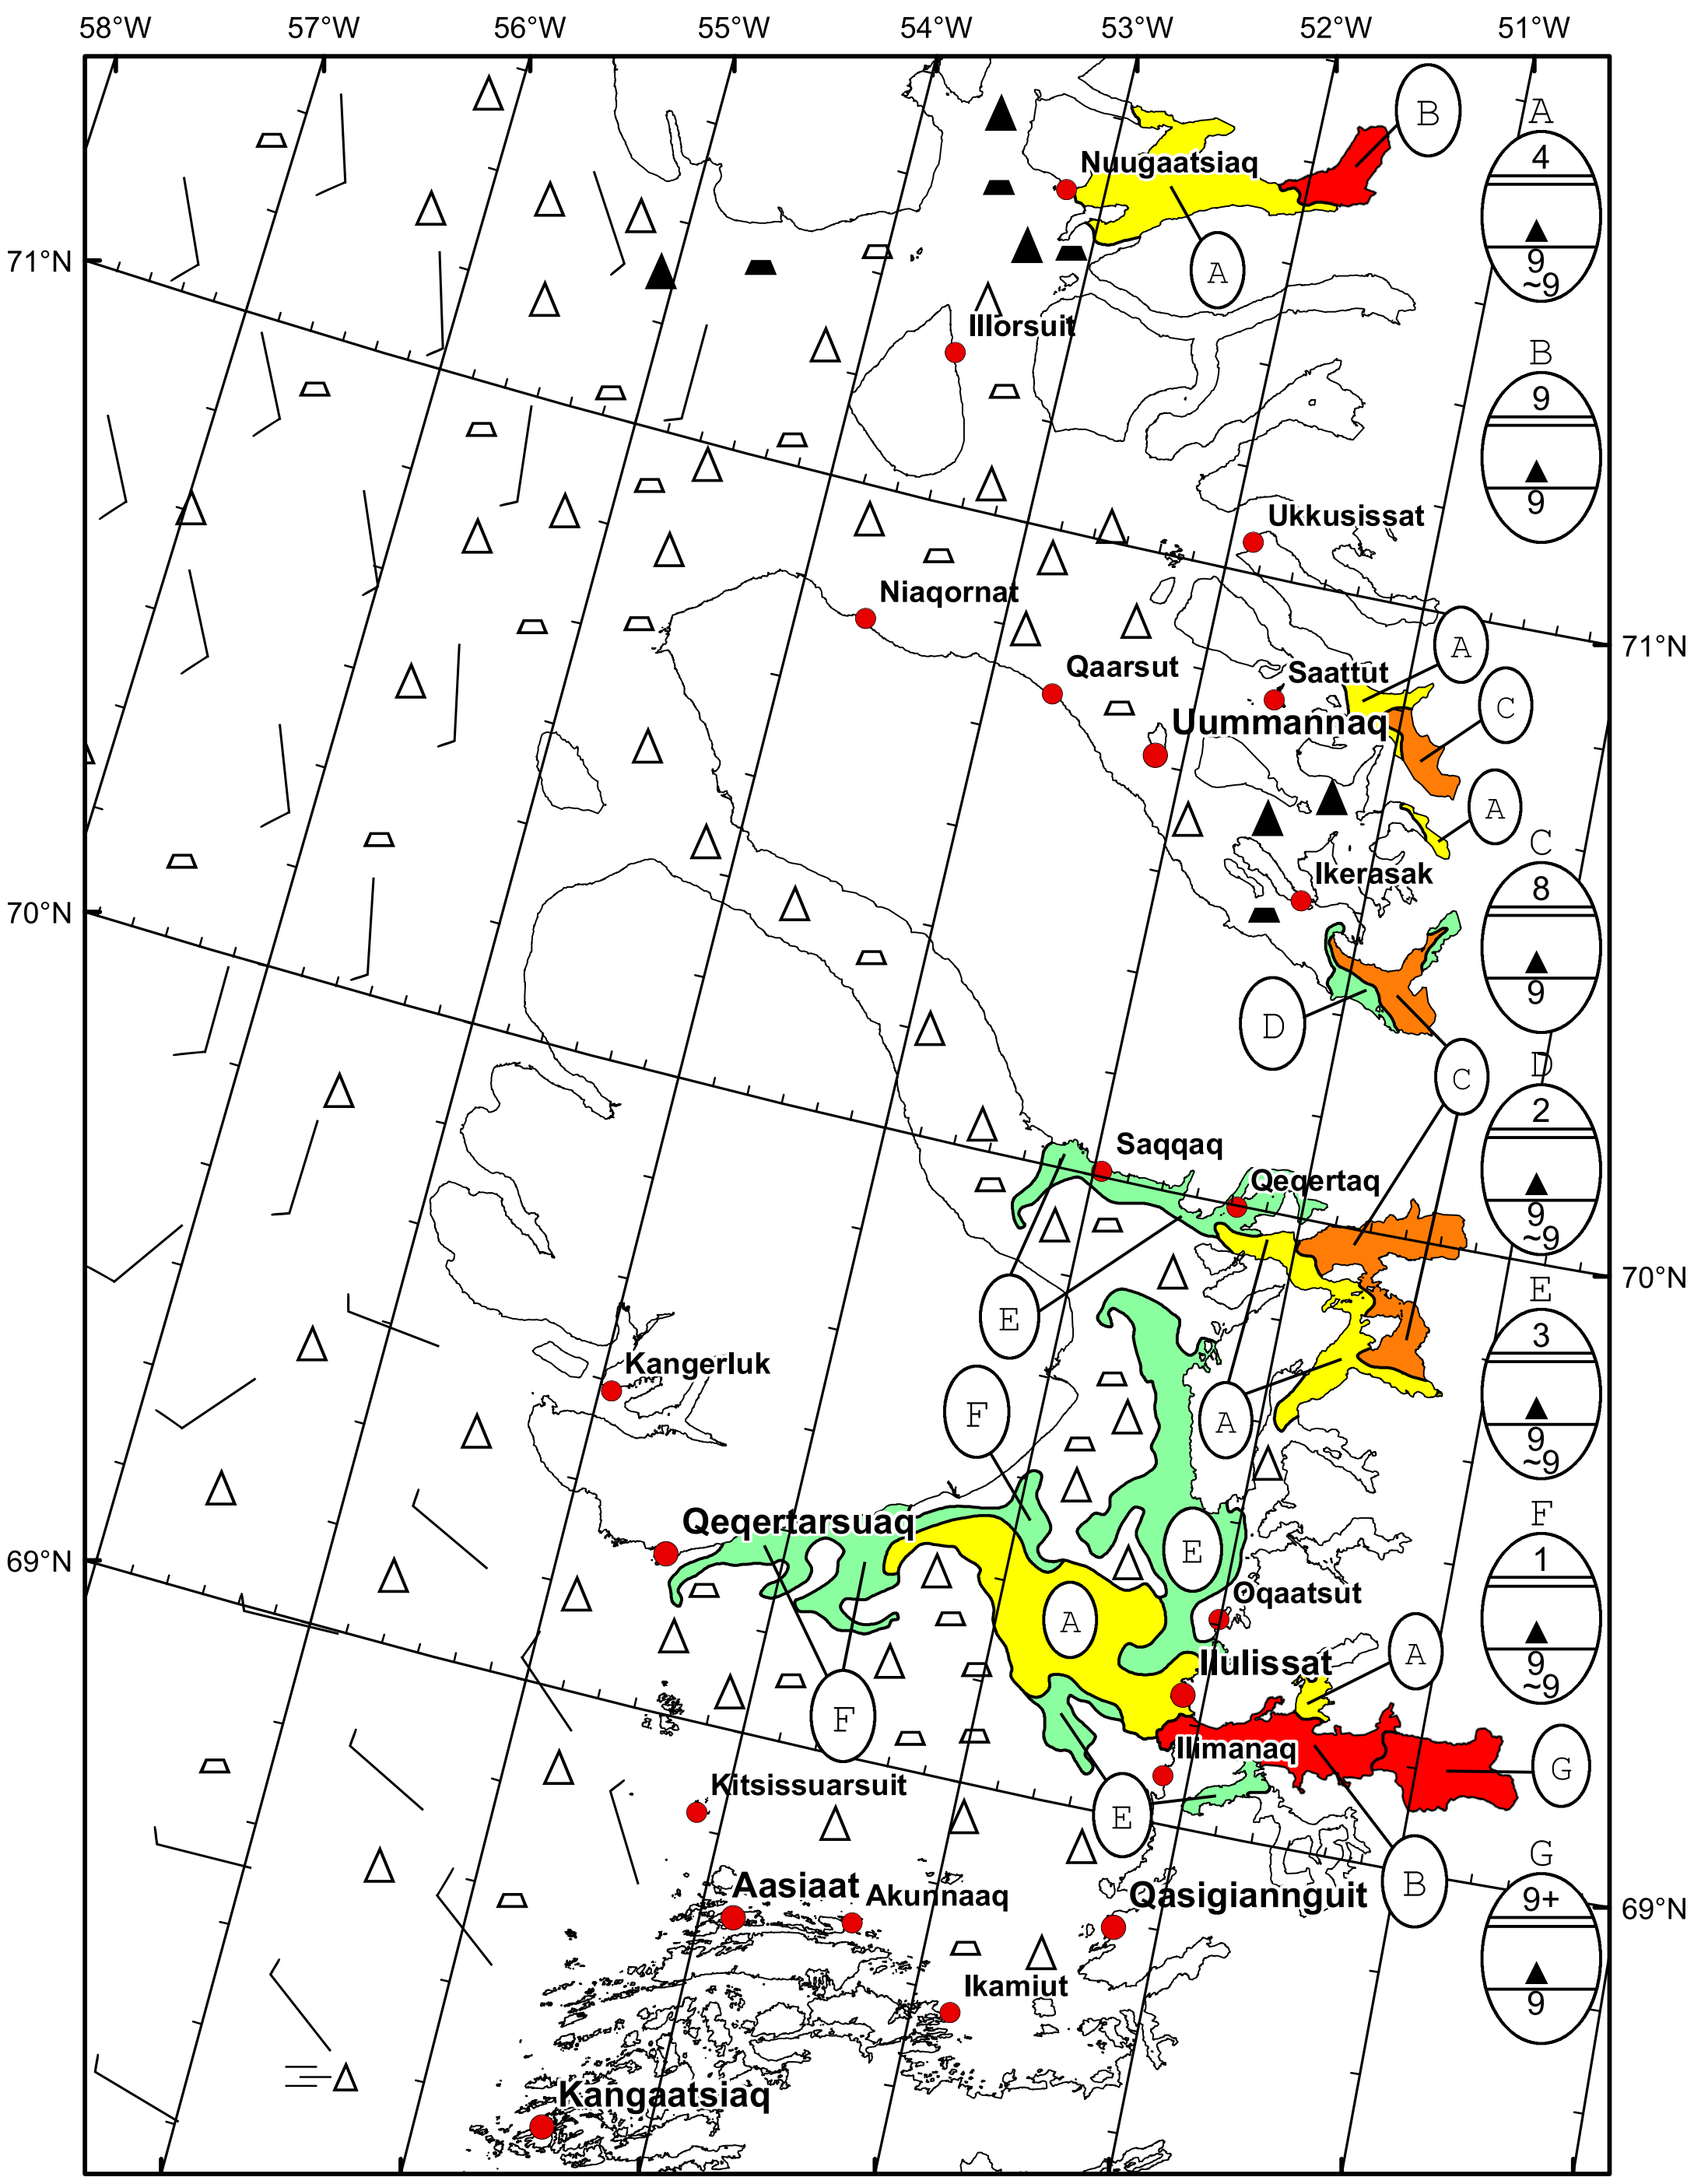 58°W 57°W 56°W 55°W 54°W 53°W 52°W 51°W
B
A
4
9
~9
Nuugaatsiaq
A
71°N
Illorsuit
B
9
9
Ukkusissat
Niaqornat
A
71°N
Qaarsut
Saattut
C
Uummannaq
A
C
8
9
Ikerasak
70°N
D
C
D
2
9
~9
Saqqaq
Qeqertaq
70°N
E
E
3
9
~9
Kangerluk
F
A
Qeqertarsuaq
F
1
9
~9
69°N
E
Oqaatsut
A
A
Ilulissat
F
Ilimanaq
G
Kitsissuarsuit
E
G
9+
9
Aasiaat
Akunnaaq
B
Qasigiannguit
69°N
Ikamiut
Kangaatsiaq